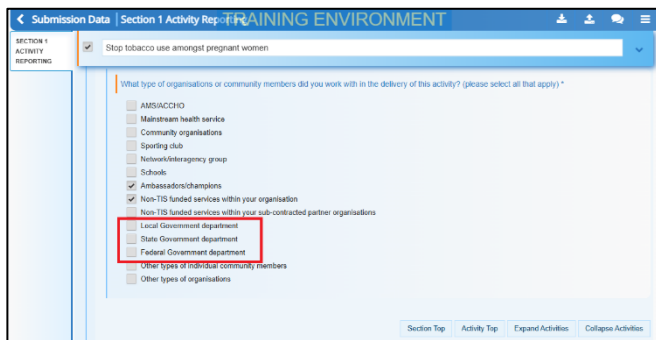 Submission Data | Section 1 Activity Reporting
TRAINING ENVIRONMENT
SECTION 1
ACTIVITY
REPORTING
Stop tobacco use amongst pregnant women
What type of organisations or community members did you work with in the delivery of this activity? (please select all that apply) *
AMS/ACCHO
Mainstream health service
Community organisations
Sporting club
Network/interagency group
Schools
Ambassadors/champions
Non-TIS funded services within your organisation
Non-TIS funded services within your sub-contracted partner organisations
Local Government department
State Government department
Federal Government department
Other types of individual community members
Other types of organisations
Section Top Activity Top Expand Activities Collapse Activities